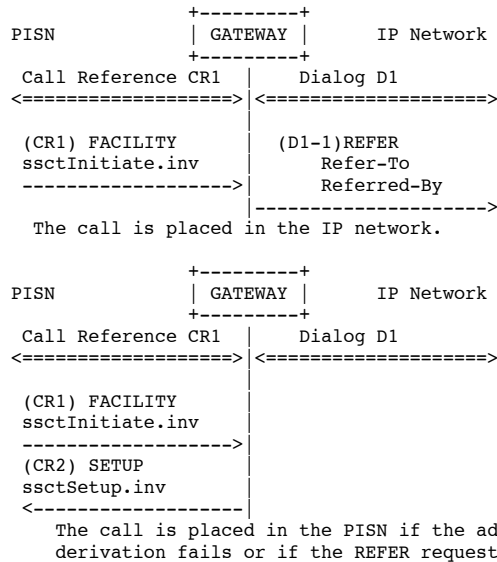 +---------+
PISN | GATEWAY | IP Network
+---------+
Call Reference CR1 | Dialog D1
<===================>|<====================>
|
(CR1) FACILITY | (D1-1)REFER
ssctInitiate.inv | Refer-To
------------------->| Referred-By
|--------------------->
The call is placed in the IP network.
+---------+
PISN | GATEWAY | IP Network
+---------+
Call Reference CR1 | Dialog D1
<===================>|<====================>
|
(CR1) FACILITY |
ssctInitiate.inv |
------------------->|
(CR2) SETUP |
ssctSetup.inv |
<-------------------|
The call is placed in the PISN if the ad
derivation fails or if the REFER request